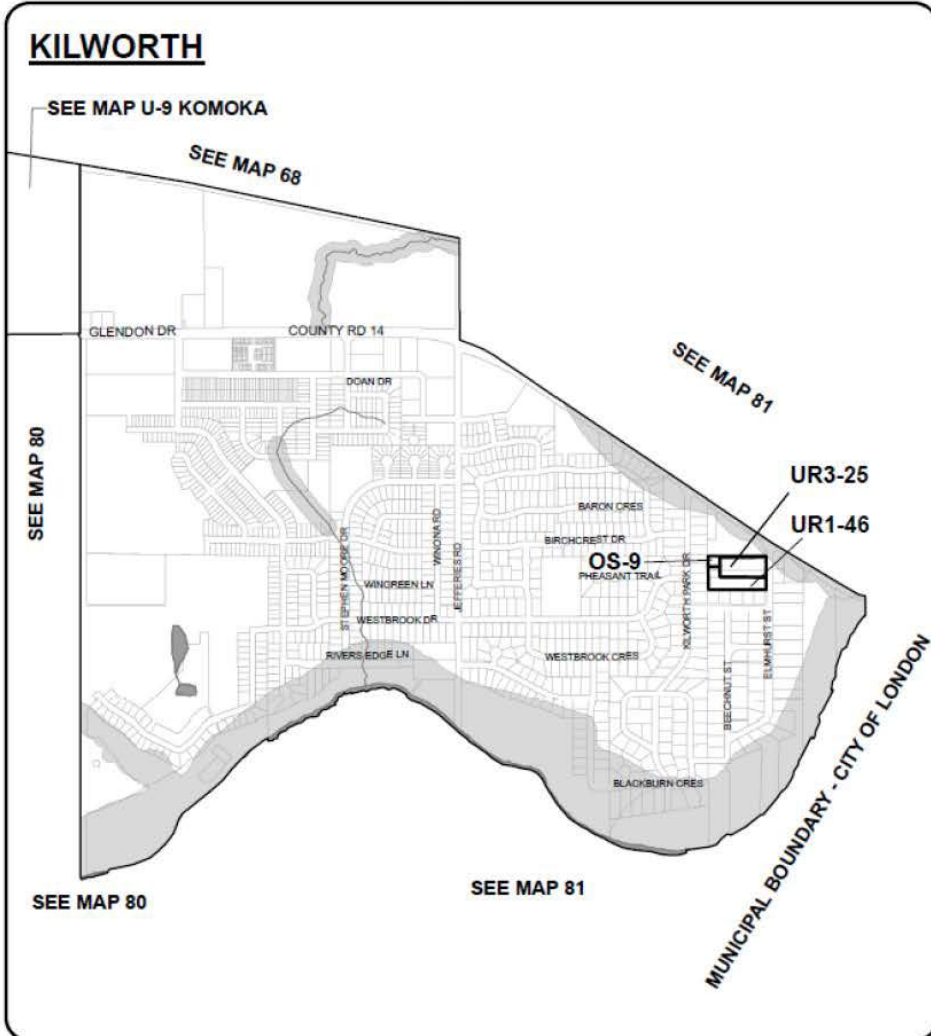 KILWORTH
SEE MAP U-9 KOMOKA
SEE MAP 68
GLENDON DR
COUNTY RD 14
SEE MAP 81
DOAN DR
SEE MAP 80
UR3-25
BARON CRES
UR1-46
WINONA RD
JEFFERIES RD
BIRCHCREST DR
OS-9
PHEASANT TRAIL
STEPHEN MOORE DR
WINGREEN LN
KILWORTH PARK DR
WESTBROOK DR
ELMHURST ST
RIVERS EDGE LN
WESTBROOK CRES
BEECHNUT ST
BLACKBURN CRES
MUNICIPAL BOUNDARY - CITY OF LONDON
SEE MAP 80
SEE MAP 81